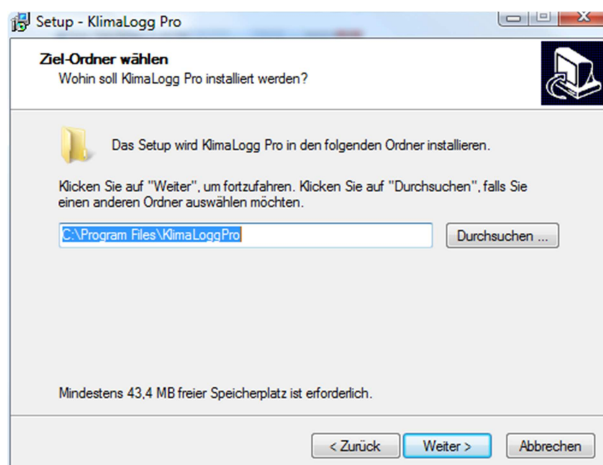 Setup - KlimaLogg Pro
Ziel-Ordner wählen
Wohin soll KlimaLogg Pro installiert werden?
Das Setup wird KlimaLogg Pro in den folgenden Ordner installieren.
Klicken Sie auf "Weiter", um fortzufahren. Klicken Sie auf "Durchsuchen", falls Sie
einen anderen Ordner auswählen möchten.
C:\Program Files\KlimaLoggPro
Durchsuchen ...
Mindestens 43,4 MB freier Speicherplatz ist erforderlich.
< Zurück
Weiter >
Abbrechen